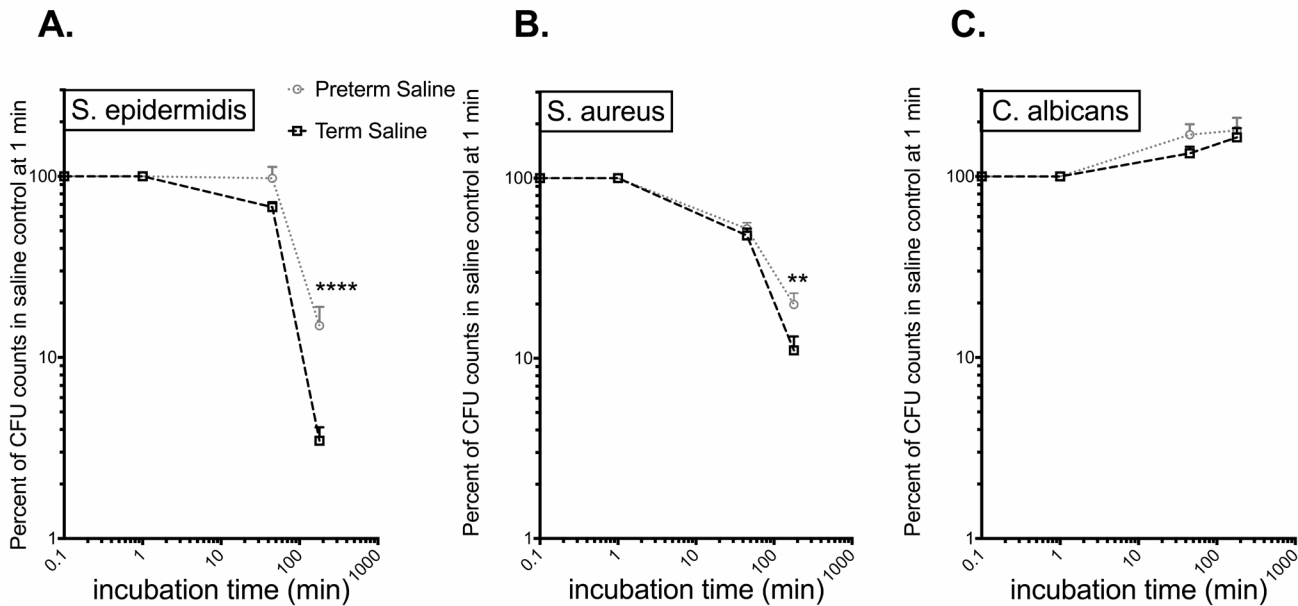 A.
S. epidermidis
Preterm Saline
Term Saline
Percent of CFU counts in saline control at 1 min
100
10
1
0.1
1
10
100
1000
incubation time (min)
****
B.
S. aureus
Percent of CFU counts in saline control at 1 min
100
10
1
0.1
1
10
100
1000
incubation time (min)
**
C.
C. albicans
Percent of CFU counts in saline control at 1 min
100
10
1
0.1
1
10
100
1000
incubation time (min)